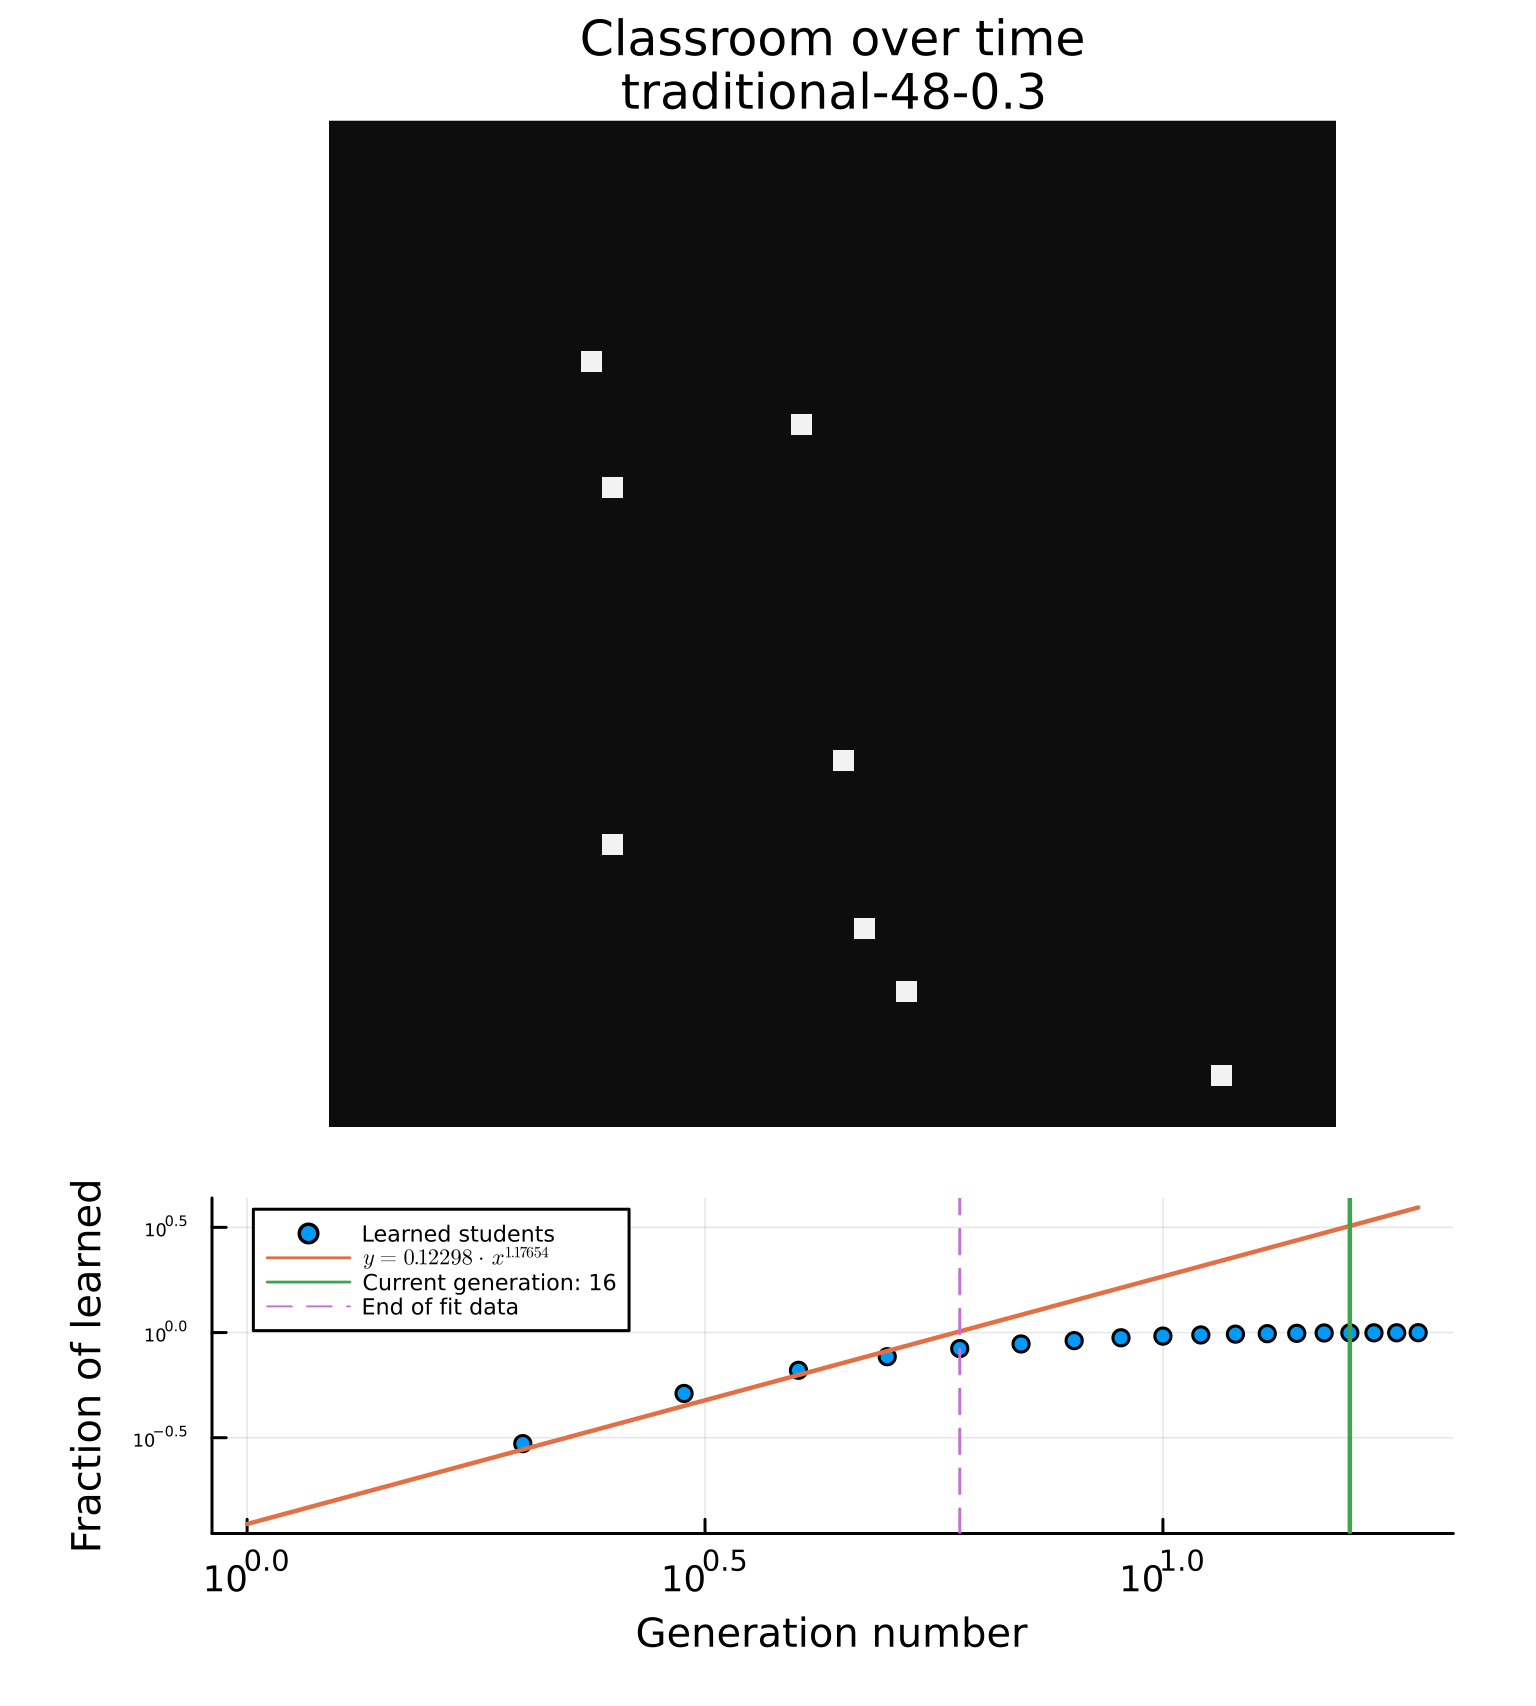 Classroom over time
traditional-48-0.3
Fraction of learned
10^0.5
10^0.0
10^−0.5
Learned students
y = 0.12298 · x^1.17654
Current generation: 16
End of fit data
10^0.0
10^0.5
10^1.0
Generation number